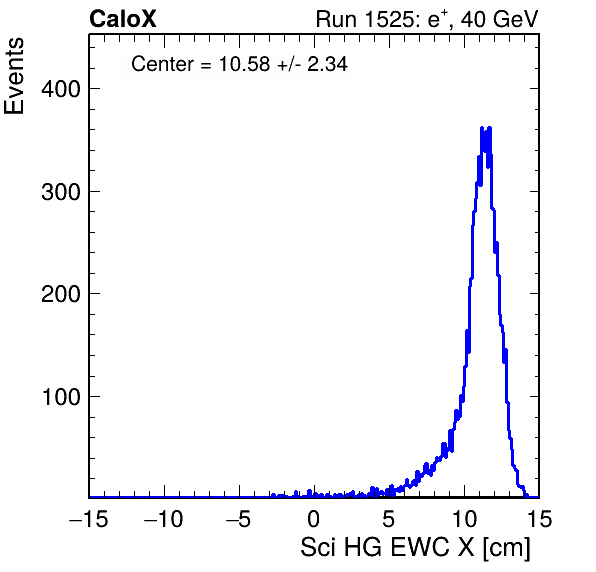 CaloX Run 1525: e+, 40 GeV
Events
Center = 10.58 +/- 2.34
400
300
200
100
−15 −10 −5 0 5 10 15
Sci HG EWC X [cm]